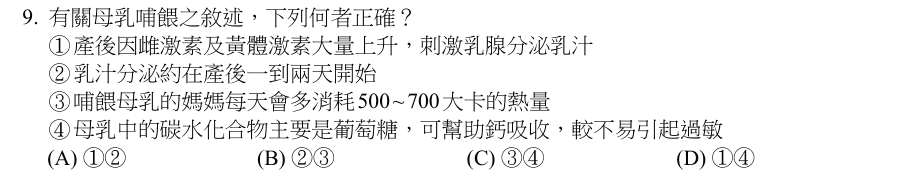 9. 有關母乳哺餵之敘述，下列何者正確？
①產後因雌激素及黃體激素大量上升，刺激乳腺分泌乳汁
②乳汁分泌約在產後一到兩天開始
③哺餵母乳的媽媽每天會多消耗500~700大卡的熱量
④母乳中的碳水化合物主要是葡萄糖，可幫助鈣吸收，較不易引起過敏
(A) ①② (B) ②③ (C) ③④ (D) ①④